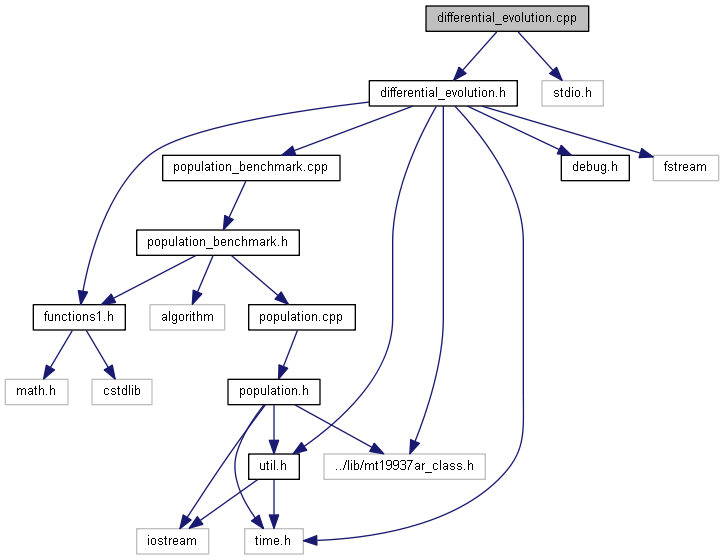 differential_evolution.cpp
differential_evolution.h
stdio.h
population_benchmark.cpp
debug.h
fstream
population_benchmark.h
functions1.h
algorithm
population.cpp
math.h
cstdlib
population.h
util.h
../lib/mt19937ar_class.h
iostream
time.h